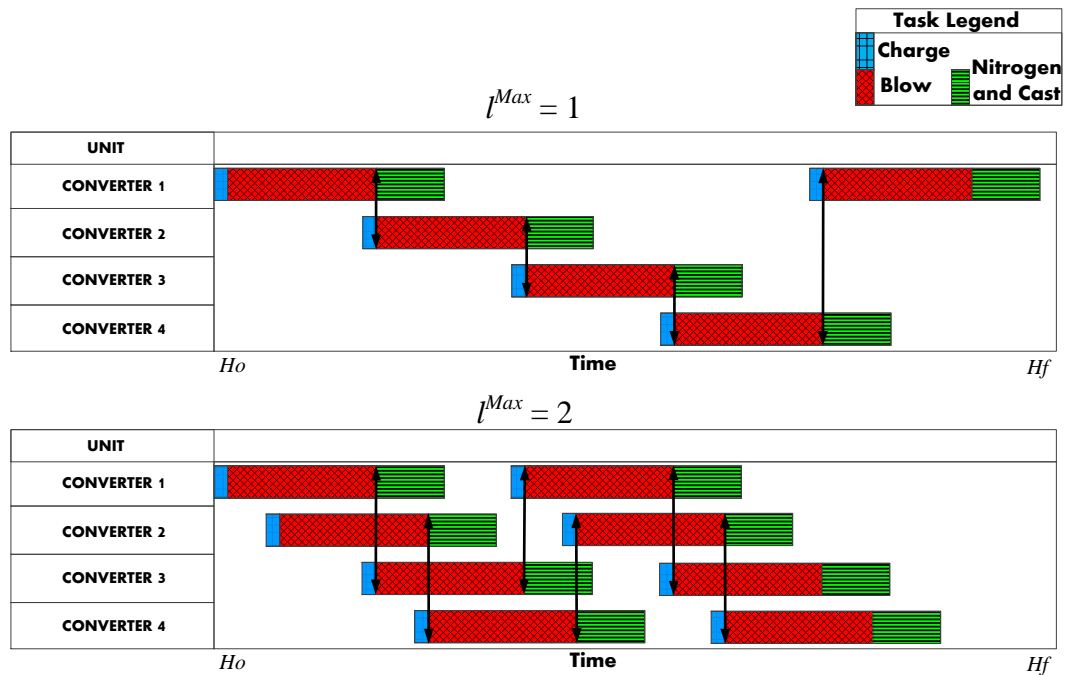 Task Legend
Charge
Blow
Nitrogen
and Cast
l^Max = 1
UNIT
CONVERTER 1
CONVERTER 2
CONVERTER 3
CONVERTER 4
Ho Time Hf
l^Max = 2
UNIT
CONVERTER 1
CONVERTER 2
CONVERTER 3
CONVERTER 4
Ho Time Hf